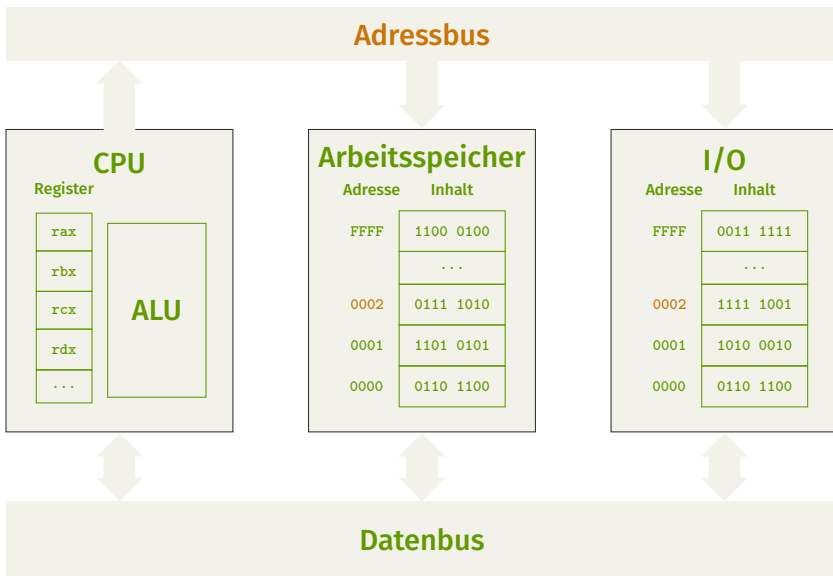 Adressbus
CPU
Register
rax
rbx
rcx
rdx
...
ALU
Arbeitsspeicher
Adresse Inhalt
FFFF 1100 0100
...
0002 0111 1010
0001 1101 0101
0000 0110 1100
I/O
Adresse Inhalt
FFFF 0011 1111
...
0002 1111 1001
0001 1010 0010
0000 0110 1100
Datenbus